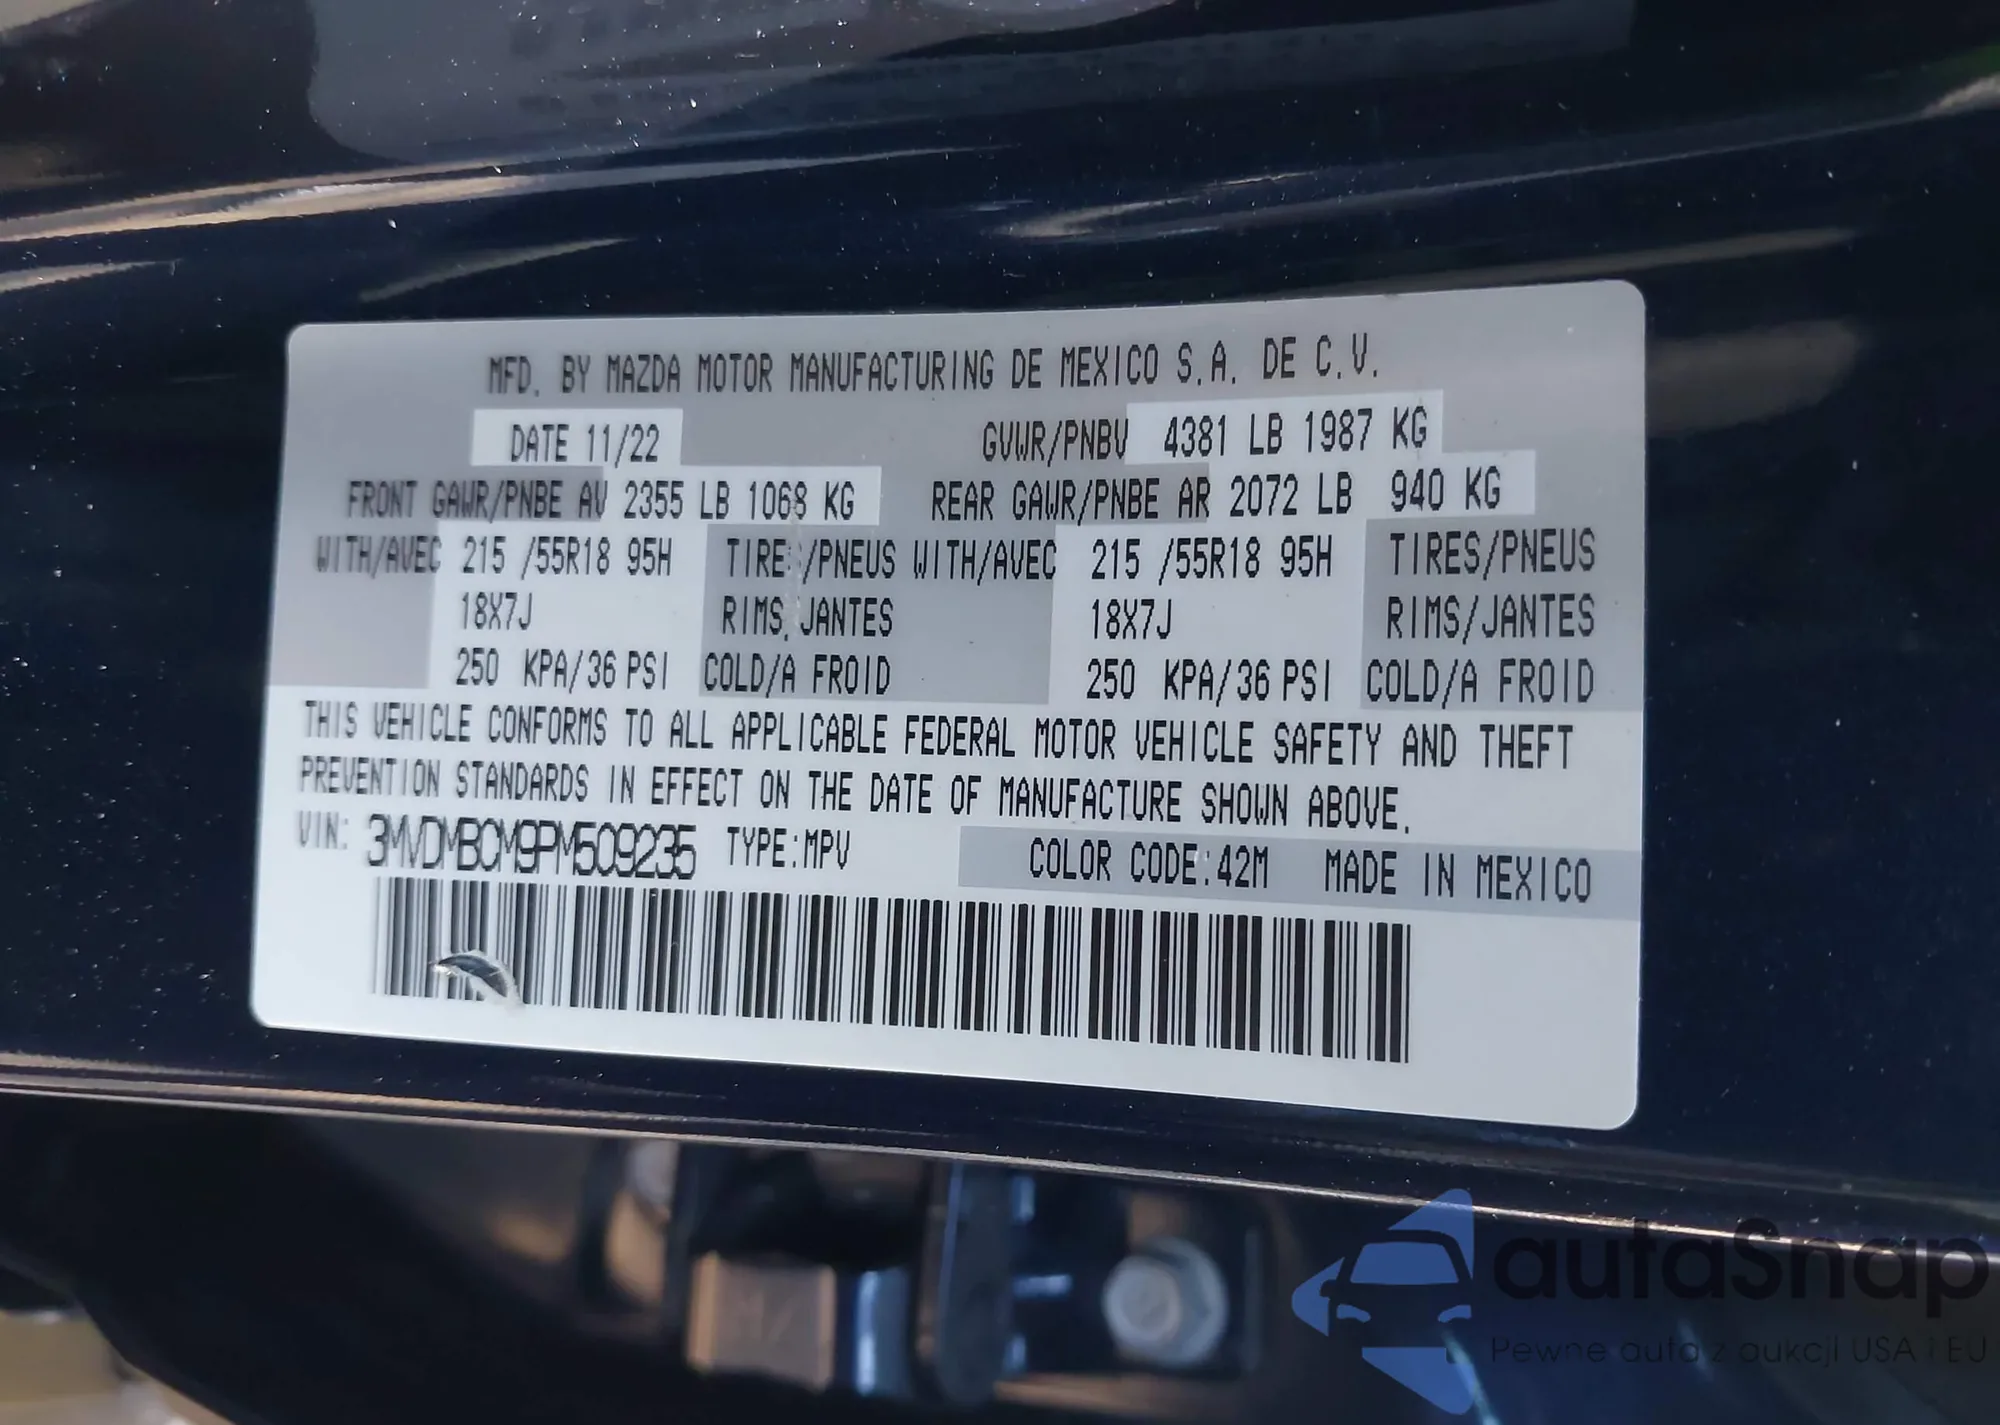 MFD. BY MAZDA MOTOR MANUFACTURING DE MEXICO S.A. DE C.V.
DATE 11/22 GVWR/PNBV 4381 LB 1987 KG
FRONT GAWR/PNBE AV 2355 LB 1068 KG REAR GAWR/PNBE AR 2072 LB 940 KG
WITH/AVEC 215 /55R18 95H TIRES/PNEUS WITH/AVEC 215 /55R18 95H TIRES/PNEUS
18X7J RIMS/JANTES 18X7J RIMS/JANTES
250 KPA/36 PSI COLD/A FROID 250 KPA/36 PSI COLD/A FROID
THIS VEHICLE CONFORMS TO ALL APPLICABLE FEDERAL MOTOR VEHICLE SAFETY AND THEFT
PREVENTION STANDARDS IN EFFECT ON THE DATE OF MANUFACTURE SHOWN ABOVE.
VIN: 3MVDMBCM9PM509235 TYPE:MPV COLOR CODE:42M MADE IN MEXICO
autaSnap
Pewne auta z aukcji USA i EU